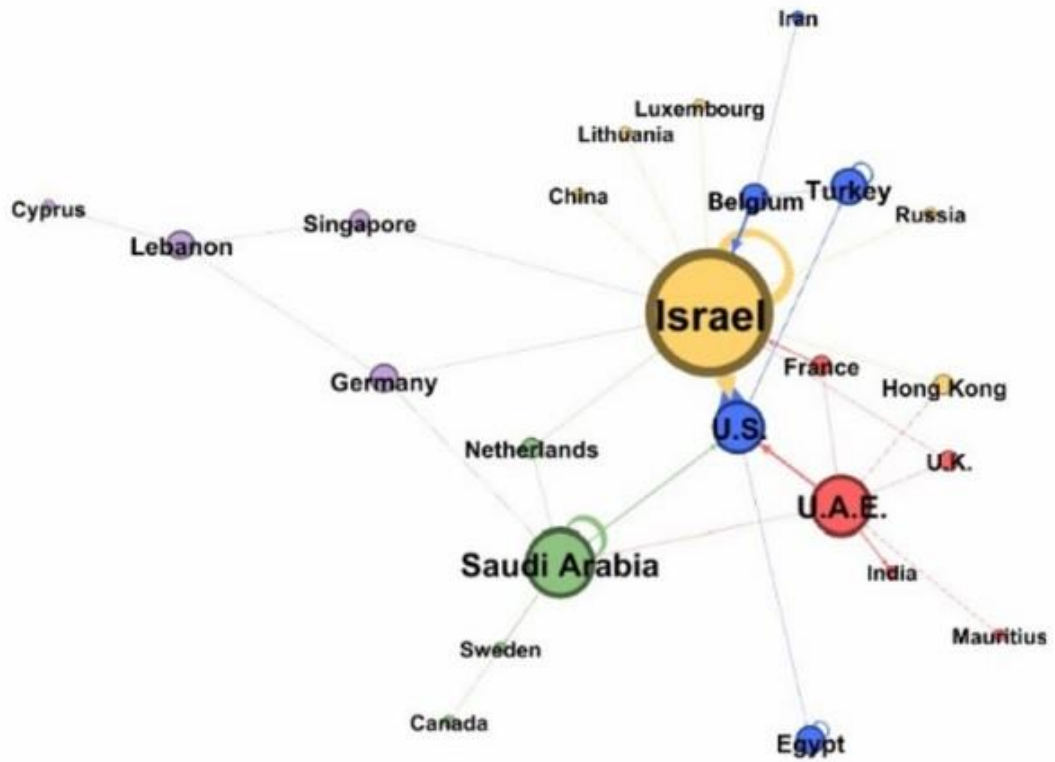 Iran
Luxembourg
Lithuania
China
Belgium
Turkey
Cyprus
Singapore
Russia
Lebanon
Israel
France
Germany
Hong Kong
U.S.
Netherlands
U.K.
U.A.E.
Saudi Arabia
India
Mauritius
Sweden
Canada
Egypt